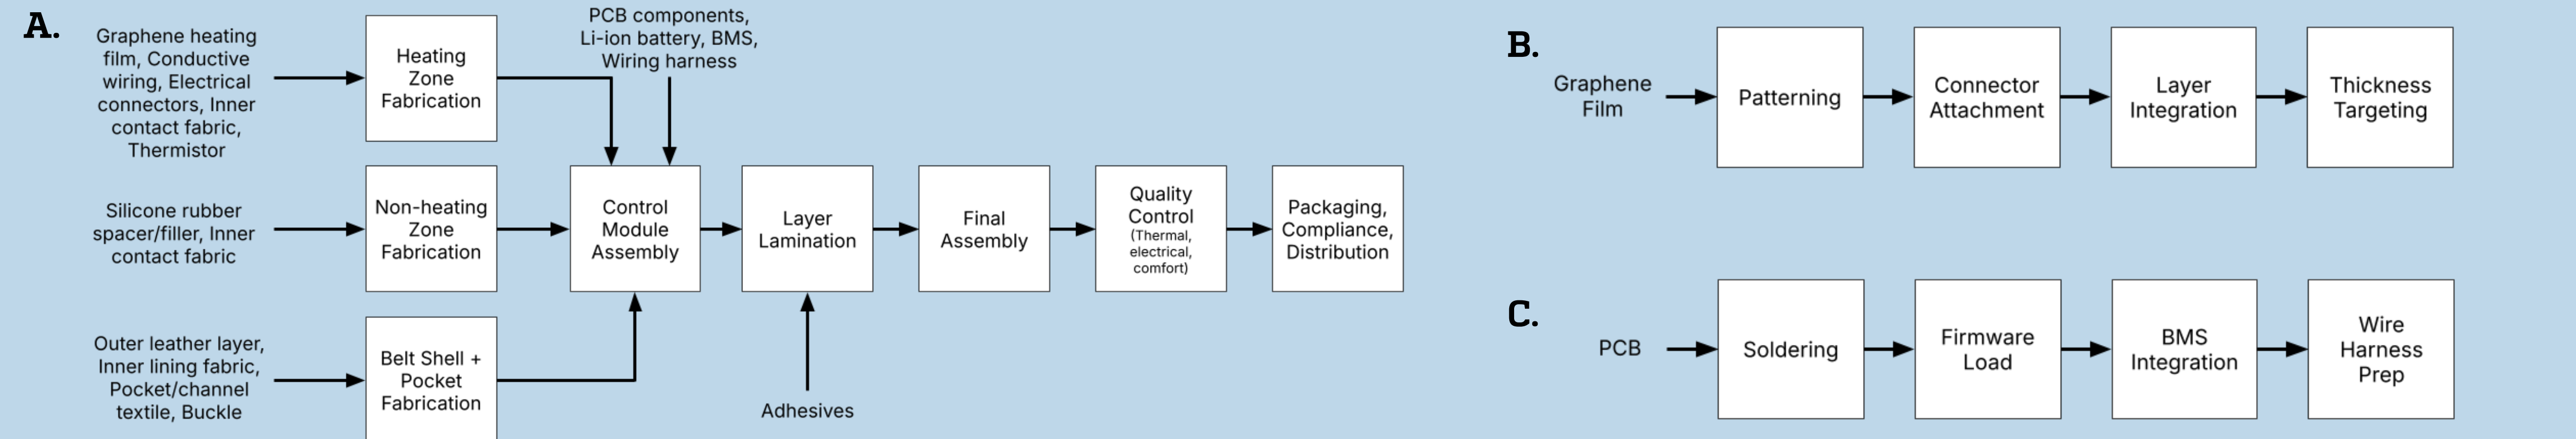 A.
Graphene heating
film, Conductive
wiring, Electrical
connectors, Inner
contact fabric,
Thermistor
Heating
Zone
Fabrication
PCB components,
Li-ion battery, BMS,
Wiring harness
Silicone rubber
spacer/filler, Inner
contact fabric
Non-heating
Zone
Fabrication
Control
Module
Assembly
Layer
Lamination
Final
Assembly
Quality
Control
(Thermal,
electrical,
comfort)
Packaging,
Compliance,
Distribution
Outer leather layer,
Inner lining fabric,
Pocket/channel
textile, Buckle
Belt Shell +
Pocket
Fabrication
Adhesives
B.
Graphene
Film
Patterning
Connector
Attachment
Layer
Integration
Thickness
Targeting
C.
PCB
Soldering
Firmware
Load
BMS
Integration
Wire
Harness
Prep